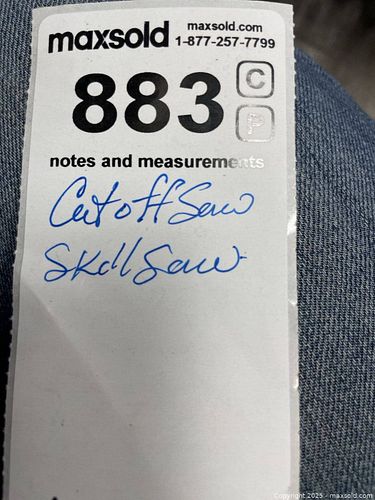 maxsold
maxsold.com
1-877-257-7799
883
C
P
notes and measurements
Cut off Saw
Skill Saw
Copyright 2025 - maxsold.com